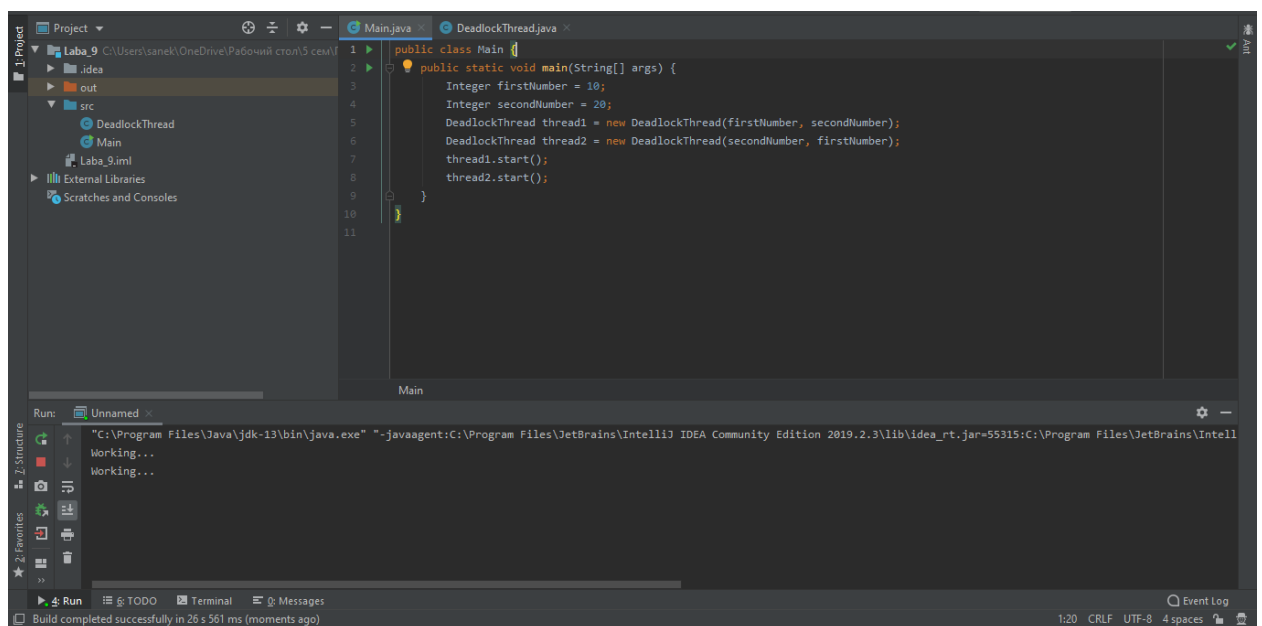 Project
Main.java
DeadlockThread.java
1: Project
Ant
Laba_9 C:\Users\sanek\OneDrive\Рабочий стол\5 сем\
.idea
out
src
DeadlockThread
Main
Laba_9.iml
External Libraries
Scratches and Consoles
1 public class Main {
2 public static void main(String[] args) {
3 Integer firstNumber = 10;
4 Integer secondNumber = 20;
5 DeadlockThread thread1 = new DeadlockThread(firstNumber, secondNumber);
6 DeadlockThread thread2 = new DeadlockThread(secondNumber, firstNumber);
7 thread1.start();
8 thread2.start();
9 }
10 }
11
Main
Run: Unnamed
"C:\Program Files\Java\jdk-13\bin\java.exe" "-javaagent:C:\Program Files\JetBrains\IntelliJ IDEA Community Edition 2019.2.3\lib\idea_rt.jar=55315:C:\Program Files\JetBrains\Intell
Working...
Working...
7: Structure
2: Favorites
4: Run 6: TODO Terminal 0: Messages Event Log
Build completed successfully in 26 s 561 ms (moments ago) 1:20 CRLF UTF-8 4 spaces